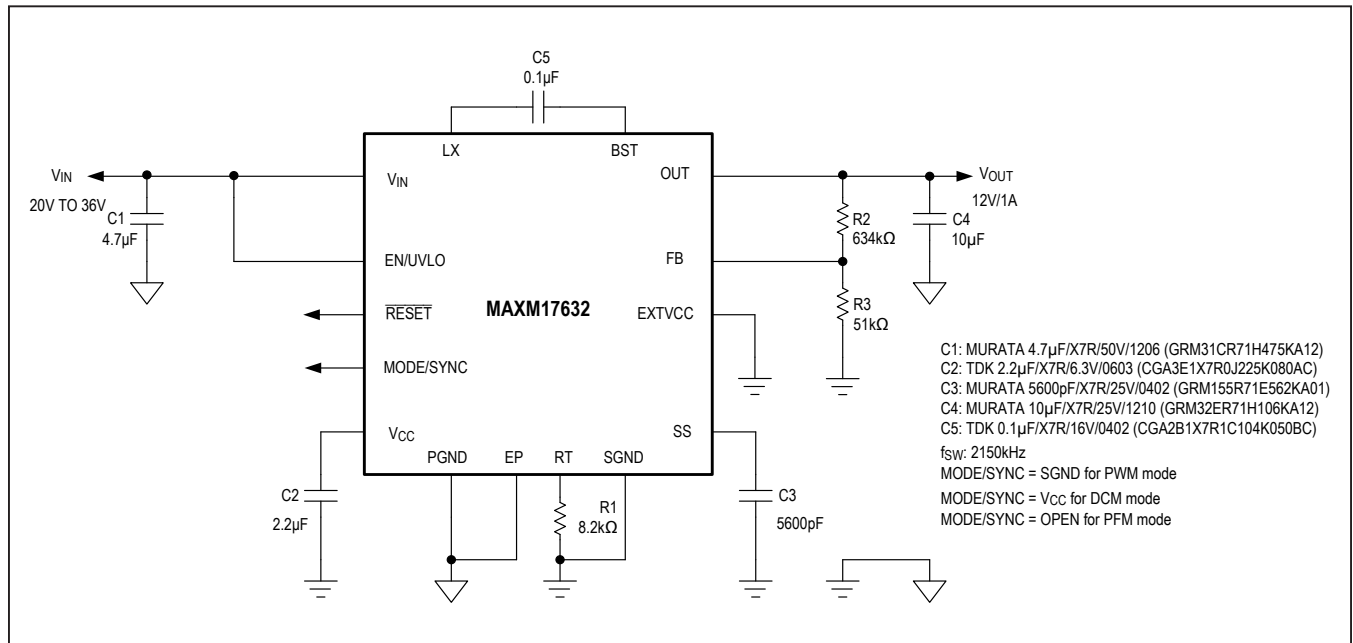 C5
0.1µF
LX
BST
VIN
20V TO 36V
C1
4.7µF
VIN
OUT
VOUT
12V/1A
R2
634kΩ
C4
10µF
EN/UVLO
FB
RESET
MAXM17632
EXTVCC
R3
51kΩ
MODE/SYNC
VCC
SS
PGND
EP
RT
SGND
C2
2.2µF
R1
8.2kΩ
C3
5600pF
C1: MURATA 4.7µF/X7R/50V/1206 (GRM31CR71H475KA12)
C2: TDK 2.2µF/X7R/6.3V/0603 (CGA3E1X7R0J225K080AC)
C3: MURATA 5600pF/X7R/25V/0402 (GRM155R71E562KA01)
C4: MURATA 10µF/X7R/25V/1210 (GRM32ER71H106KA12)
C5: TDK 0.1µF/X7R/16V/0402 (CGA2B1X7R1C104K050BC)
fSW: 2150kHz
MODE/SYNC = SGND for PWM mode
MODE/SYNC = VCC for DCM mode
MODE/SYNC = OPEN for PFM mode